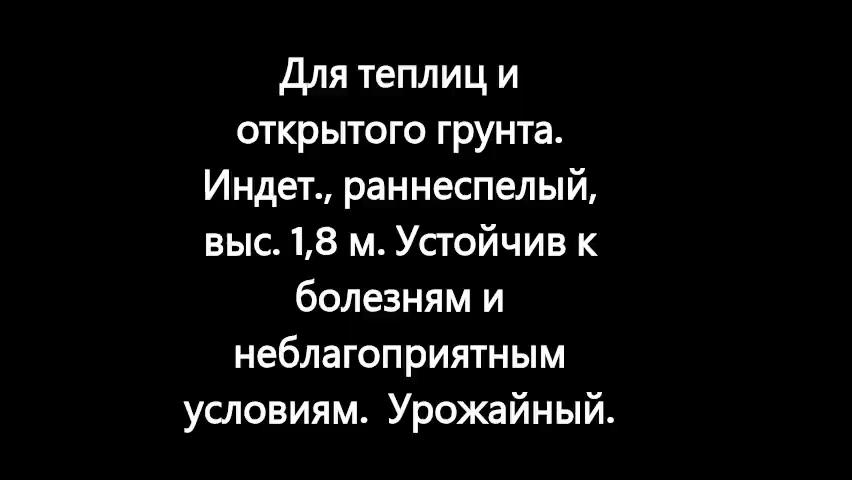 Для теплиц и
открытого грунта.
Индет., раннеспелый,
выс. 1,8 м. Устойчив к
болезням и
неблагоприятным
условиям.  Урожайный.